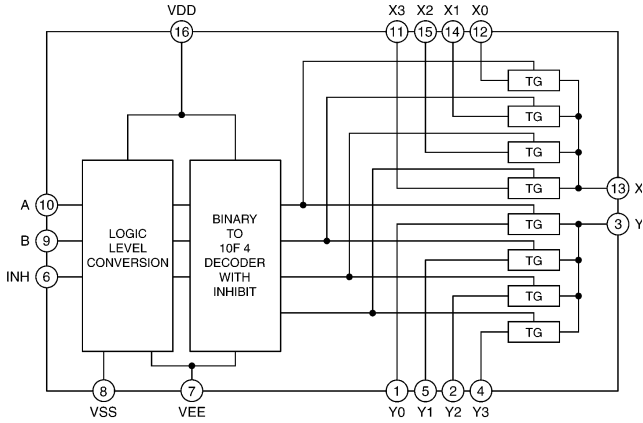 VDD X3 X2 X1 X0
16 11 15 14 12
TG
TG
TG
TG
13 X
A 10
TG
3 Y
B 9
LOGIC
LEVEL
CONVERSION
BINARY
TO
1OF 4
DECODER
WITH
INHIBIT
TG
INH 6
TG
TG
8 7 1 5 2 4
VSS VEE Y0 Y1 Y2 Y3